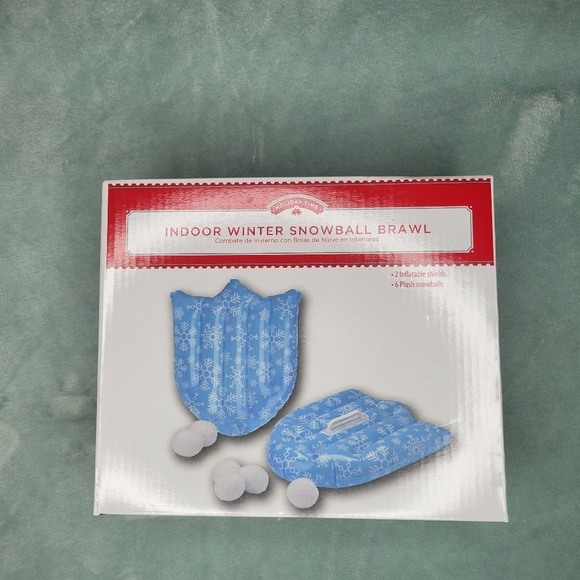 HOLIDAY TIME
INDOOR WINTER SNOWBALL BRAWL
Combate de Invierno con Bolas de Nieve en Interiores
• 2 Inflatable shields
• 6 Plush snowballs